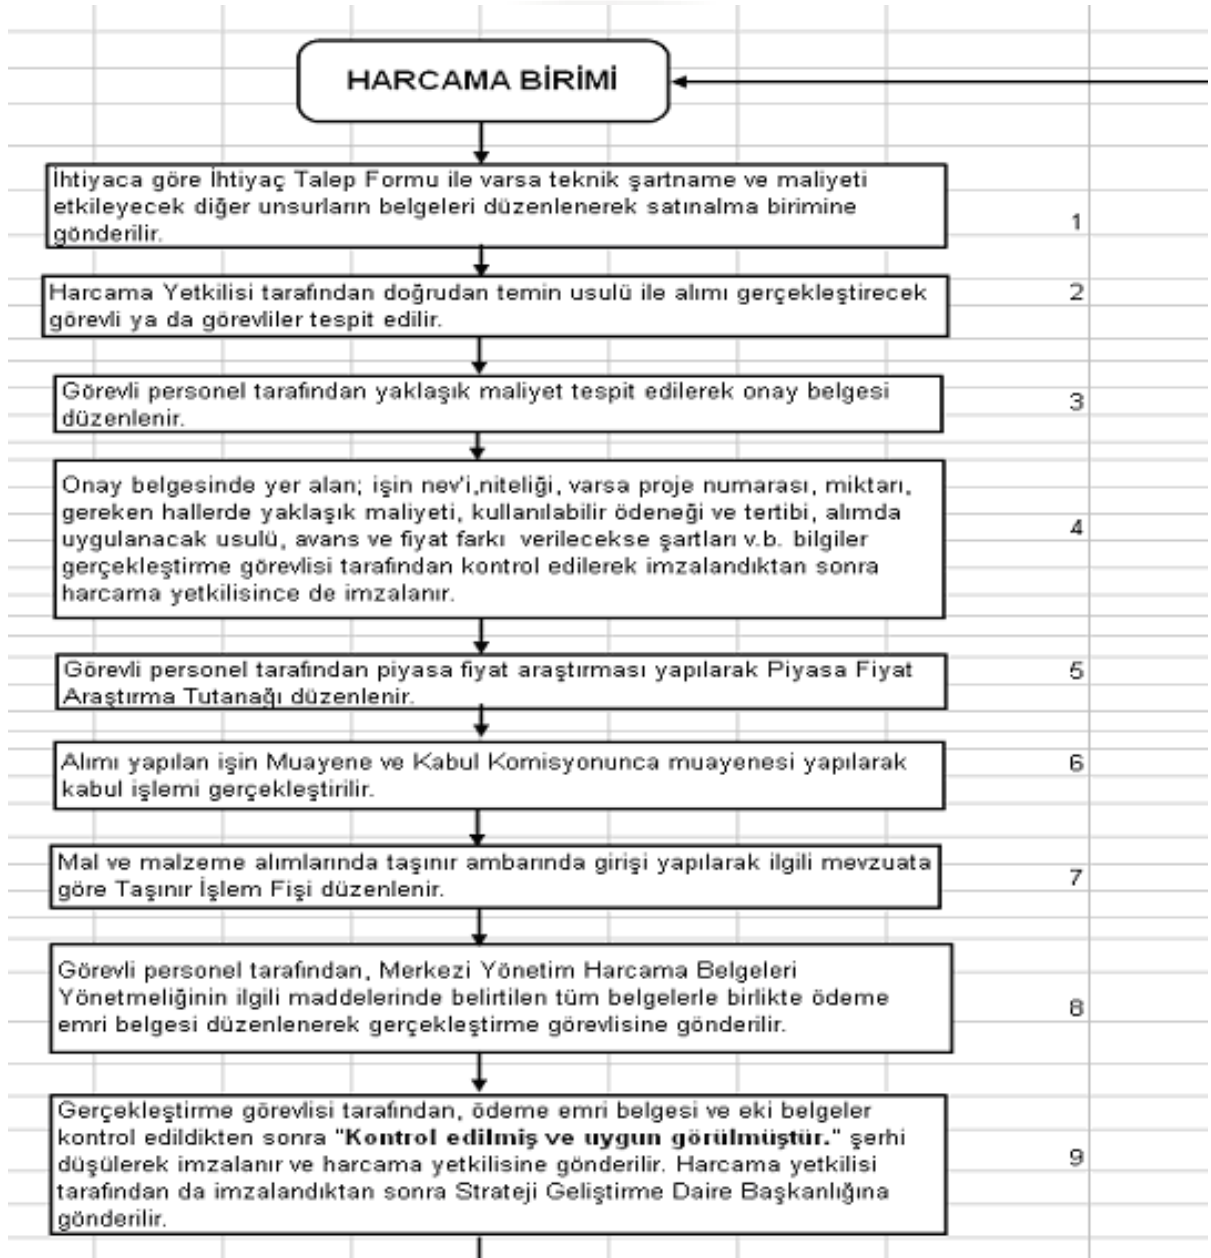 HARCAMA BİRİMİ
İhtiyaca göre İhtiyaç Talep Formu ile varsa teknik şartname ve maliyeti
etkileyecek diğer unsurların belgeleri düzenlenerek satınalma birimine
gönderilir.
1
Harcama Yetkilisi tarafından doğrudan temin usulü ile alımı gerçekleştirecek
görevli ya da görevliler tespit edilir.
2
Görevli personel tarafından yaklaşık maliyet tespit edilerek onay belgesi
düzenlenir.
3
Onay belgesinde yer alan; işin nev'i,niteliği, varsa proje numarası, miktarı,
gereken hallerde yaklaşık maliyeti, kullanılabilir ödeneği ve tertibi, alımda
uygulanacak usulü, avans ve fiyat farkı verilecekse şartları v.b. bilgiler
gerçekleştirme görevlisi tarafından kontrol edilerek imzalandıktan sonra
harcama yetkilisince de imzalanır.
4
Görevli personel tarafından piyasa fiyat araştırması yapılarak Piyasa Fiyat
Araştırma Tutanağı düzenlenir.
5
Alımı yapılan işin Muayene ve Kabul Komisyonunca muayenesi yapılarak
kabul işlemi gerçekleştirilir.
6
Mal ve malzeme alımlarında taşınır ambarında girişi yapılarak ilgili mevzuata
göre Taşınır İşlem Fişi düzenlenir.
7
Görevli personel tarafından, Merkezi Yönetim Harcama Belgeleri
Yönetmeliğinin ilgili maddelerinde belirtilen tüm belgelerle birlikte ödeme
emri belgesi düzenlenerek gerçekleştirme görevlisine gönderilir.
8
Gerçekleştirme görevlisi tarafından, ödeme emri belgesi ve eki belgeler
kontrol edildikten sonra "Kontrol edilmiş ve uygun görülmüştür." şerhi
düşülerek imzalanır ve harcama yetkilisine gönderilir. Harcama yetkilisi
tarafından da imzalandıktan sonra Strateji Geliştirme Daire Başkanlığına
gönderilir.
9